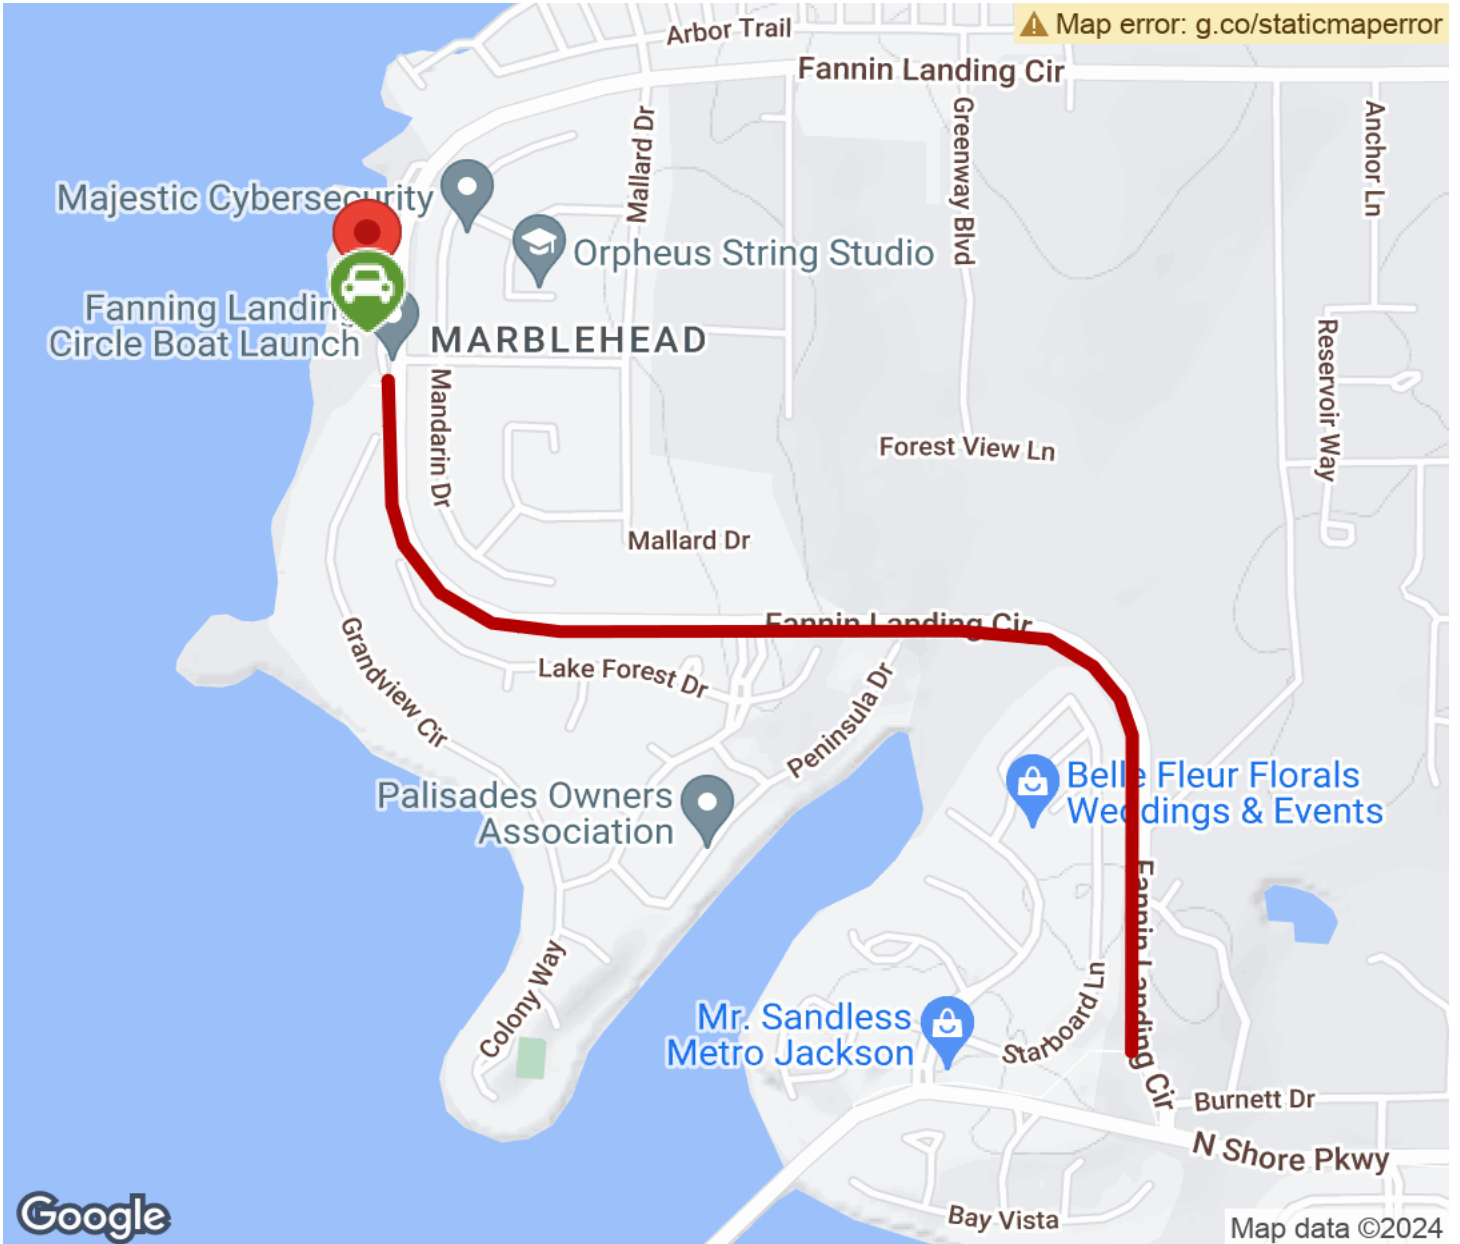 Map error: g.co/staticmaperror
Arbor Trail
Fannin Landing Cir
Mallard Dr
Greenway Blvd
Anchor Ln
Majestic Cybersecurity
Orpheus String Studio
Fanning Landing
Circle Boat Launch
MARBLEHEAD
Reservoir Way
Mandarin Dr
Forest View Ln
Mallard Dr
Fannin Landing Cir
Grandview Cir
Lake Forest Dr
Peninsula Dr
Belle Fleur Florals
Weddings & Events
Palisades Owners
Association
Fannin Landing Cir
Colony Way
Starboard Ln
Mr. Sandless
Metro Jackson
Burnett Dr
N Shore Pkwy
Bay Vista
Google
Map data ©2024